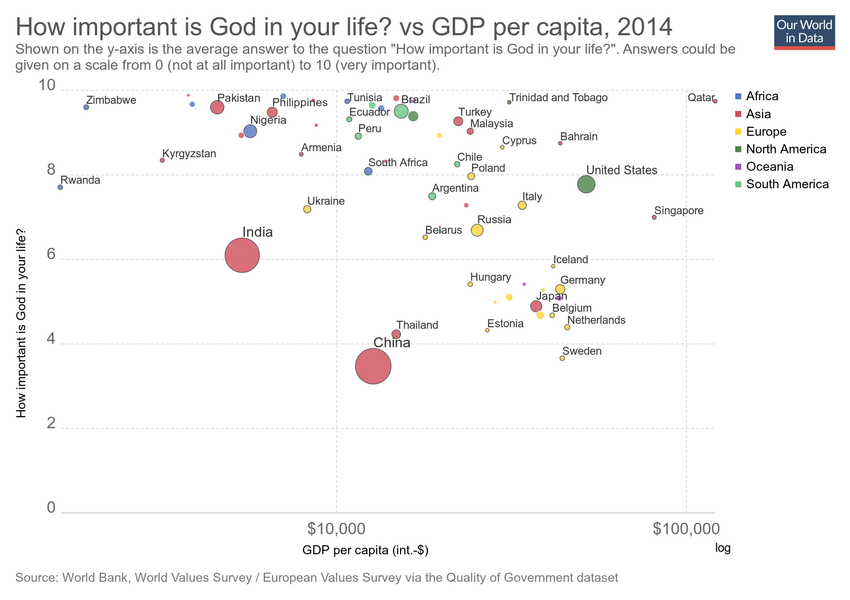 How important is God in your life? vs GDP per capita, 2014
Shown on the y-axis is the average answer to the question "How important is God in your life?". Answers could be
given on a scale from 0 (not at all important) to 10 (very important).
Our World
in Data
10
8
6
4
2
0
How important is God in your life?
Zimbabwe
Pakistan
Philippines
Tunisia
Brazil
Trinidad and Tobago
Qatar
Nigeria
Ecuador
Turkey
Peru
Malaysia
Kyrgyzstan
Armenia
Cyprus
Bahrain
South Africa
Chile
Poland
United States
Rwanda
Argentina
Ukraine
Italy
Russia
Singapore
Belarus
India
Iceland
Hungary
Germany
Japan
Belgium
Thailand
Estonia
Netherlands
China
Sweden
Africa
Asia
Europe
North America
Oceania
South America
$10,000
$100,000
GDP per capita (int.-$)
log
Source: World Bank, World Values Survey / European Values Survey via the Quality of Government dataset